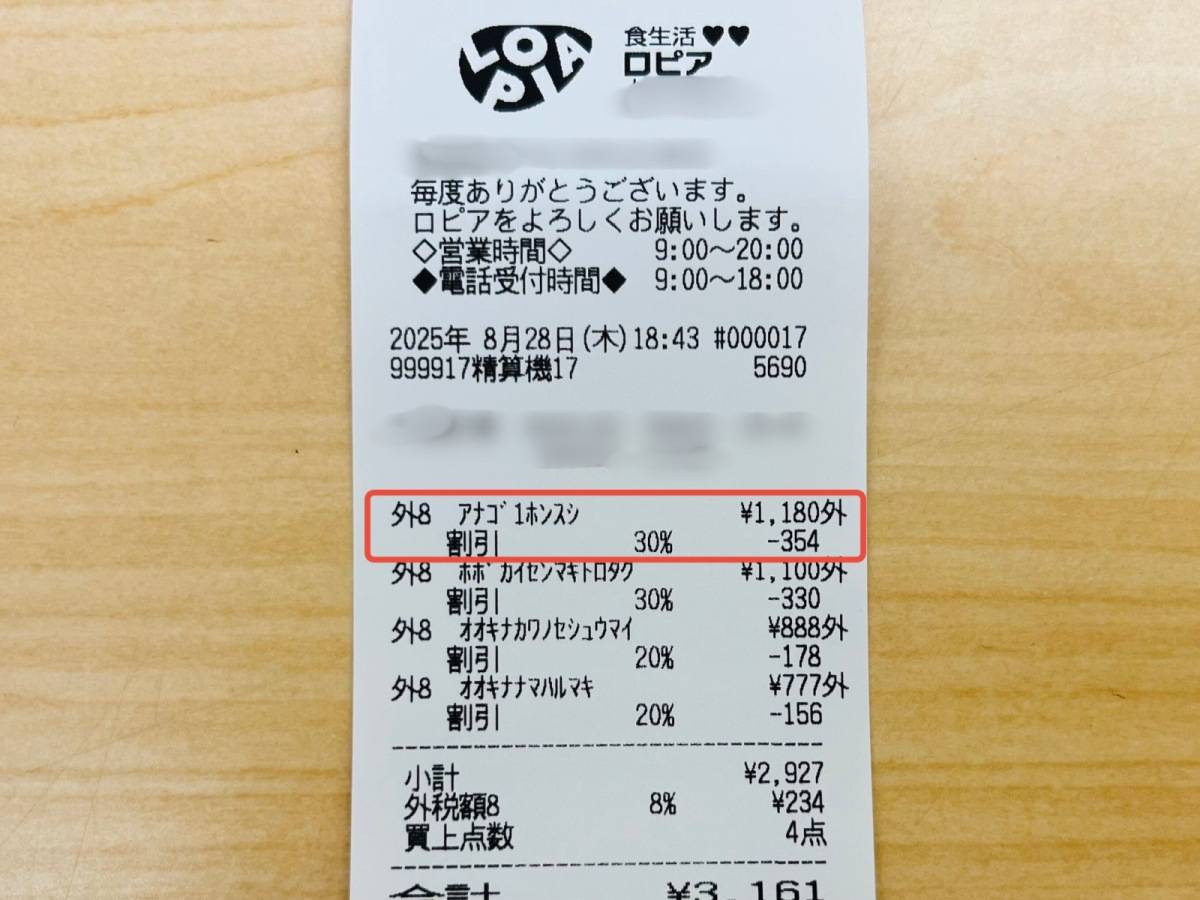 LOPIA
食生活♥♥
ロピア
毎度ありがとうございます。
ロピアをよろしくお願いします。
◇営業時間◇ 9:00～20:00
◆電話受付時間◆ 9:00～18:00
2025年 8月28日(木)18:43 #000017
999917精算機17 5690
外8 ｱﾅｺﾞ1ﾎﾝｽｼ ¥1,180外
割引 30% -354
外8 ﾎﾎﾞｶｲｾﾝﾏｷﾄﾛﾀｸ ¥1,100外
割引 30% -330
外8 ｵｵｷﾅｶﾜﾉｾｼｭｳﾏｲ ¥888外
割引 20% -178
外8 ｵｵｷﾅﾅﾏﾊﾙﾏｷ ¥777外
割引 20% -156
小計 ¥2,927
外税額8 8% ¥234
買上点数 4点
合計 ¥3,161